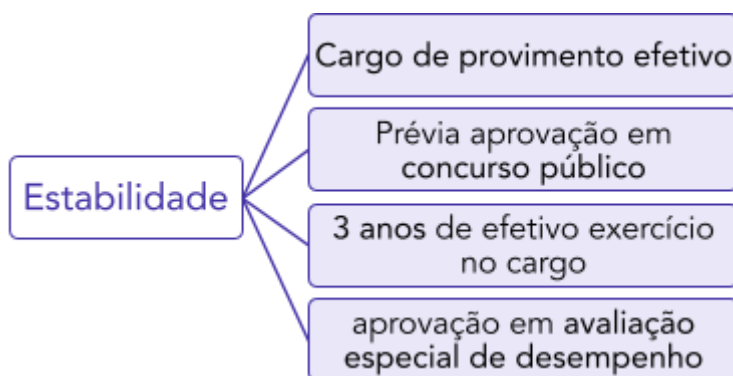 Estabilidade
Cargo de provimento efetivo
Prévia aprovação em
concurso público
3 anos de efetivo exercício
no cargo
aprovação em avaliação
especial de desempenho